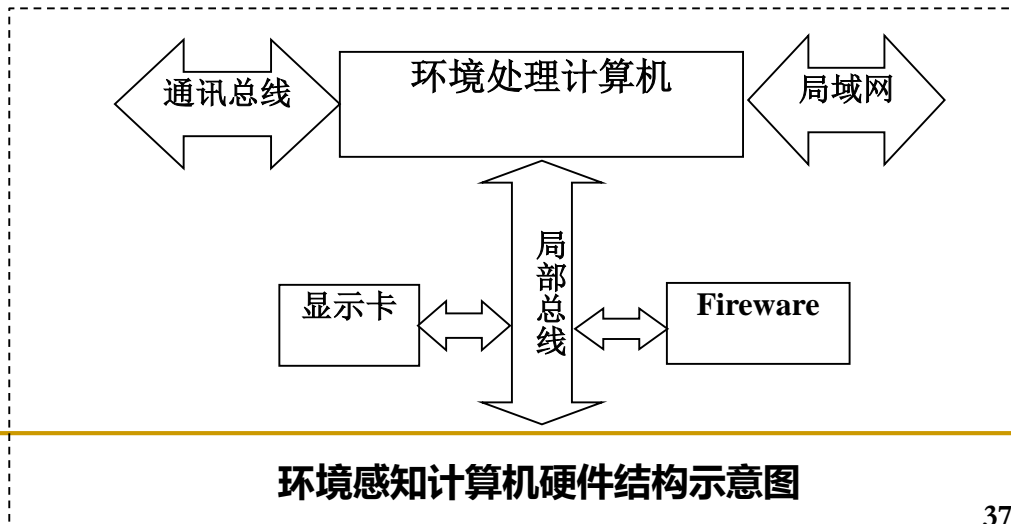 环境处理计算机
通讯总线
局域网
局部总线
显示卡
Fireware
环境感知计算机硬件结构示意图
37